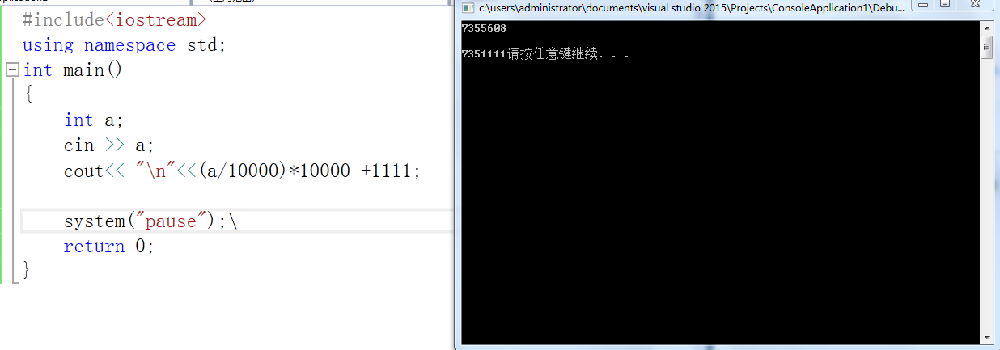 #include<iostream>
using namespace std;
int main()
{
    int a;
    cin >> a;
    cout<< "\n"<<(a/10000)*10000 +1111;
    system("pause");\
    return 0;
}
c:\users\administrator\documents\visual studio 2015\Projects\ConsoleApplication1\Debu...
7355608
7351111请按任意键继续. . .